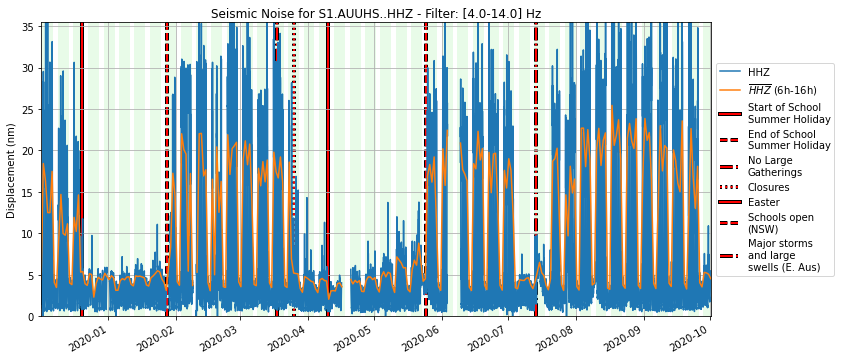 Seismic Noise for S1.AUUHS..HHZ - Filter: [4.0-14.0] Hz
Displacement (nm)
35
30
25
20
15
10
5
0
2020-01
2020-02
2020-03
2020-04
2020-05
2020-06
2020-07
2020-08
2020-09
2020-10
HHZ
HHZ (6h-16h)
Start of School
Summer Holiday
End of School
Summer Holiday
No Large
Gatherings
Closures
Easter
Schools open
(NSW)
Major storms
and large
swells (E. Aus)